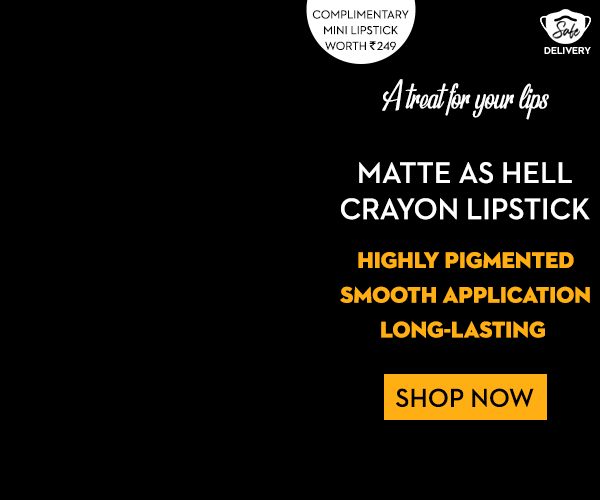 COMPLIMENTARY
MINI LIPSTICK
WORTH ₹249
Safe
DELIVERY
A treat for your lips
MATTE AS HELL
CRAYON LIPSTICK
HIGHLY PIGMENTED
SMOOTH APPLICATION
LONG-LASTING
SHOP NOW